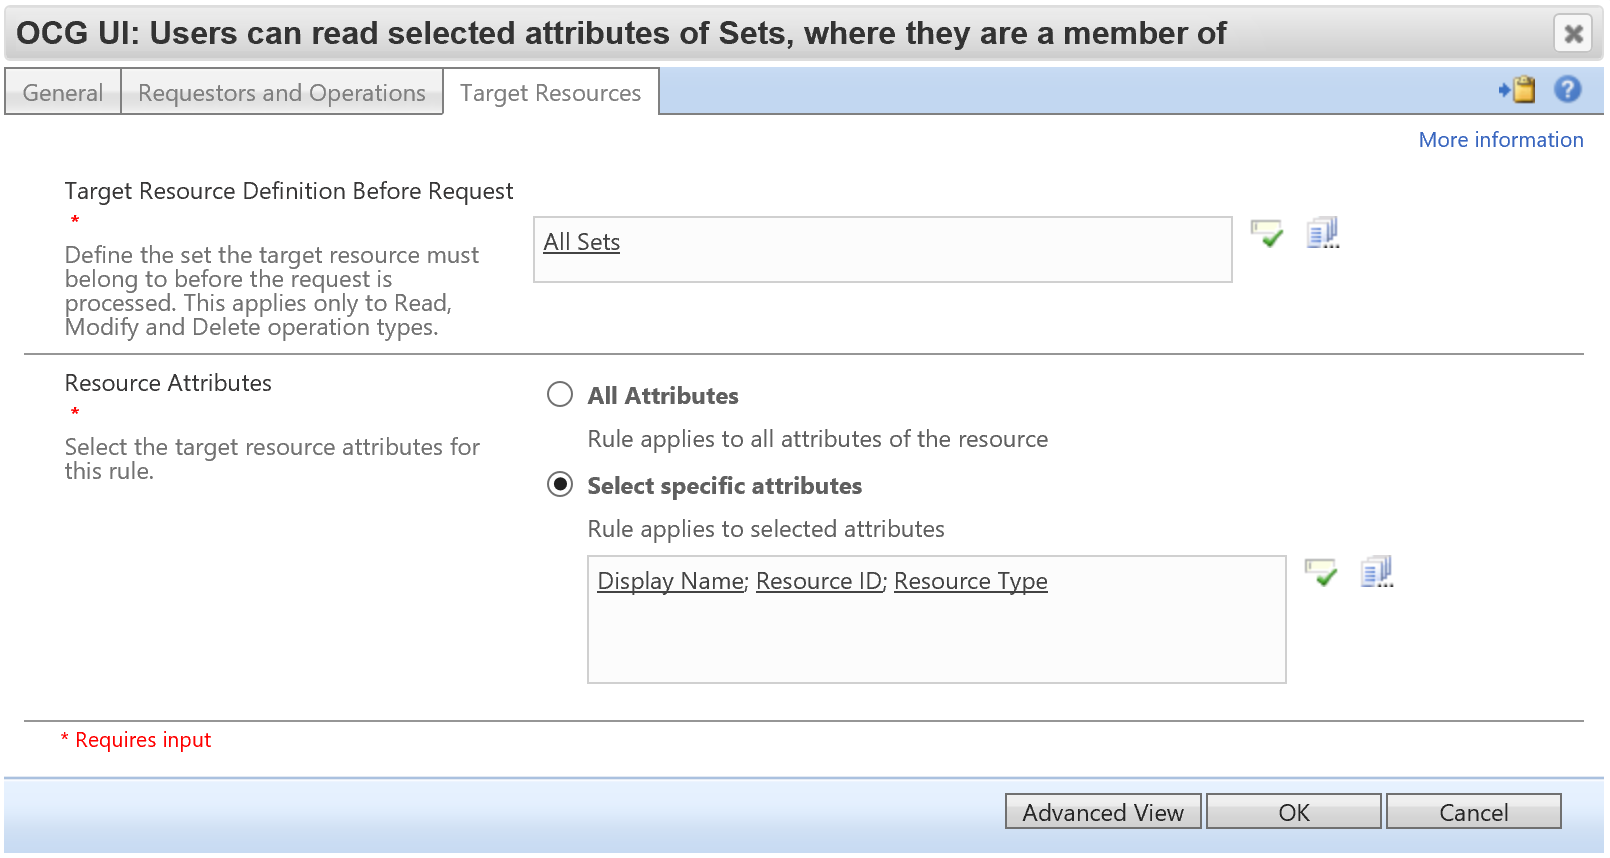 OCG UI: Users can read selected attributes of Sets, where they are a member of
General
Requestors and Operations
Target Resources
More information
Target Resource Definition Before Request
*
Define the set the target resource must
belong to before the request is
processed. This applies only to Read,
Modify and Delete operation types.
All Sets
Resource Attributes
*
Select the target resource attributes for
this rule.
All Attributes
Rule applies to all attributes of the resource
Select specific attributes
Rule applies to selected attributes
Display Name; Resource ID; Resource Type
* Requires input
Advanced View
OK
Cancel